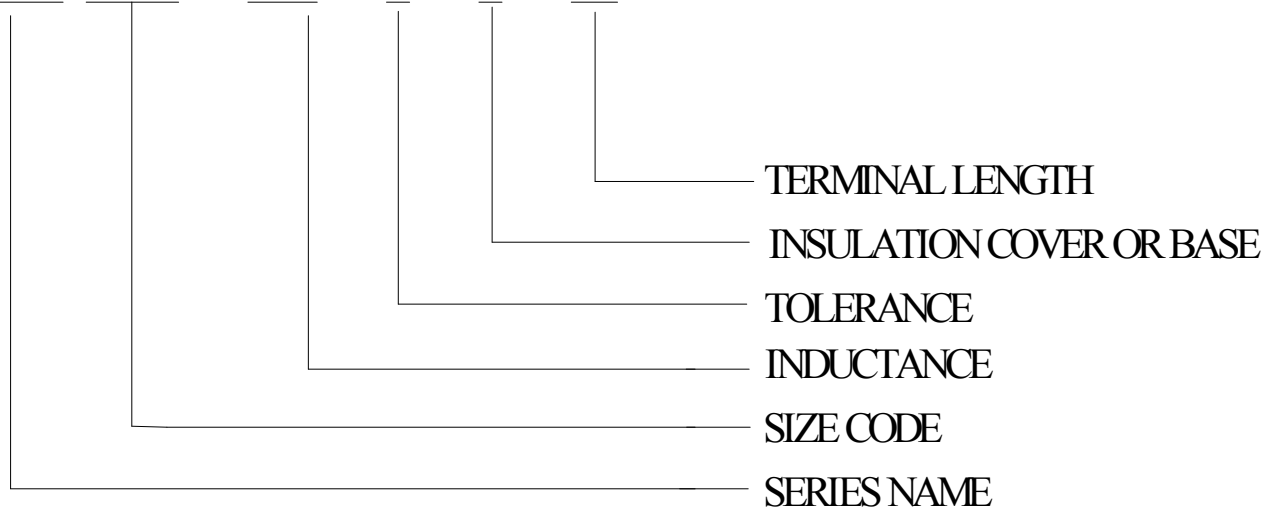 TERMINAL LENGTH
INSULATION COVER OR BASE
TOLERANCE
INDUCTANCE
SIZE CODE
SERIES NAME